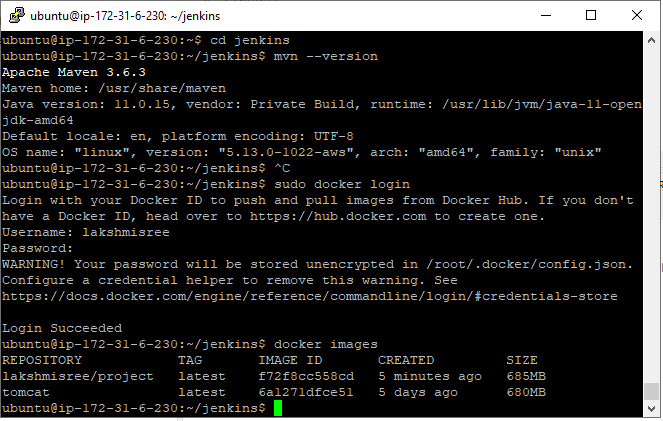 ubuntu@ip-172-31-6-230: ~/jenkins
ubuntu@ip-172-31-6-230:~$ cd jenkins
ubuntu@ip-172-31-6-230:~/jenkins$ mvn --version
Apache Maven 3.6.3
Maven home: /usr/share/maven
Java version: 11.0.15, vendor: Private Build, runtime: /usr/lib/jvm/java-11-open
jdk-amd64
Default locale: en, platform encoding: UTF-8
OS name: "linux", version: "5.13.0-1022-aws", arch: "amd64", family: "unix"
ubuntu@ip-172-31-6-230:~/jenkins$ ^C
ubuntu@ip-172-31-6-230:~/jenkins$ sudo docker login
Login with your Docker ID to push and pull images from Docker Hub. If you don't
have a Docker ID, head over to https://hub.docker.com to create one.
Username: lakshmisree
Password:
WARNING! Your password will be stored unencrypted in /root/.docker/config.json.
Configure a credential helper to remove this warning. See
https://docs.docker.com/engine/reference/commandline/login/#credentials-store
Login Succeeded
ubuntu@ip-172-31-6-230:~/jenkins$ docker images
REPOSITORY TAG IMAGE ID CREATED SIZE
lakshmisree/project latest f72f8cc558cd 5 minutes ago 685MB
tomcat latest 6a1271dfce51 5 days ago 680MB
ubuntu@ip-172-31-6-230:~/jenkins$